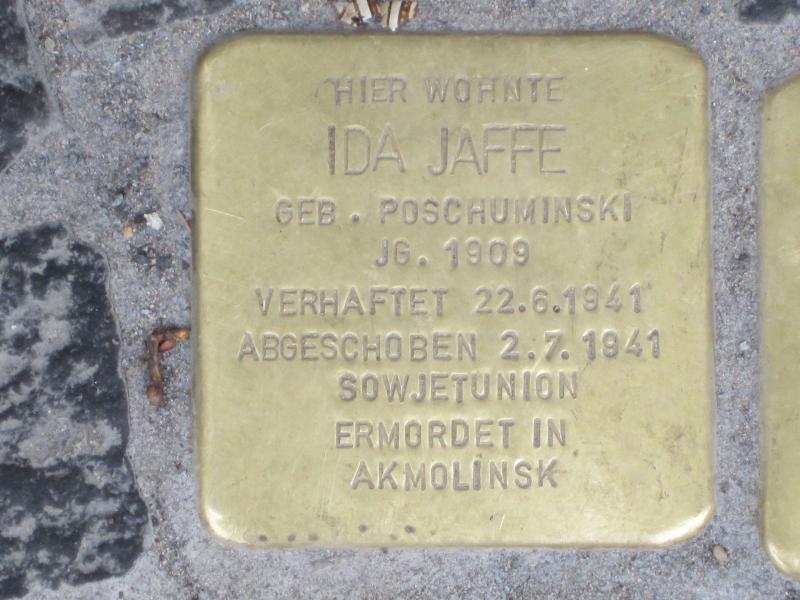 HIER WOHNTE
IDA JAFFE
GEB. POSCHUMINSKI
JG. 1909
VERHAFTET 22.6.1941
ABGESCHOBEN 2.7.1941
SOWJETUNION
ERMORDET IN
AKMOLINSK